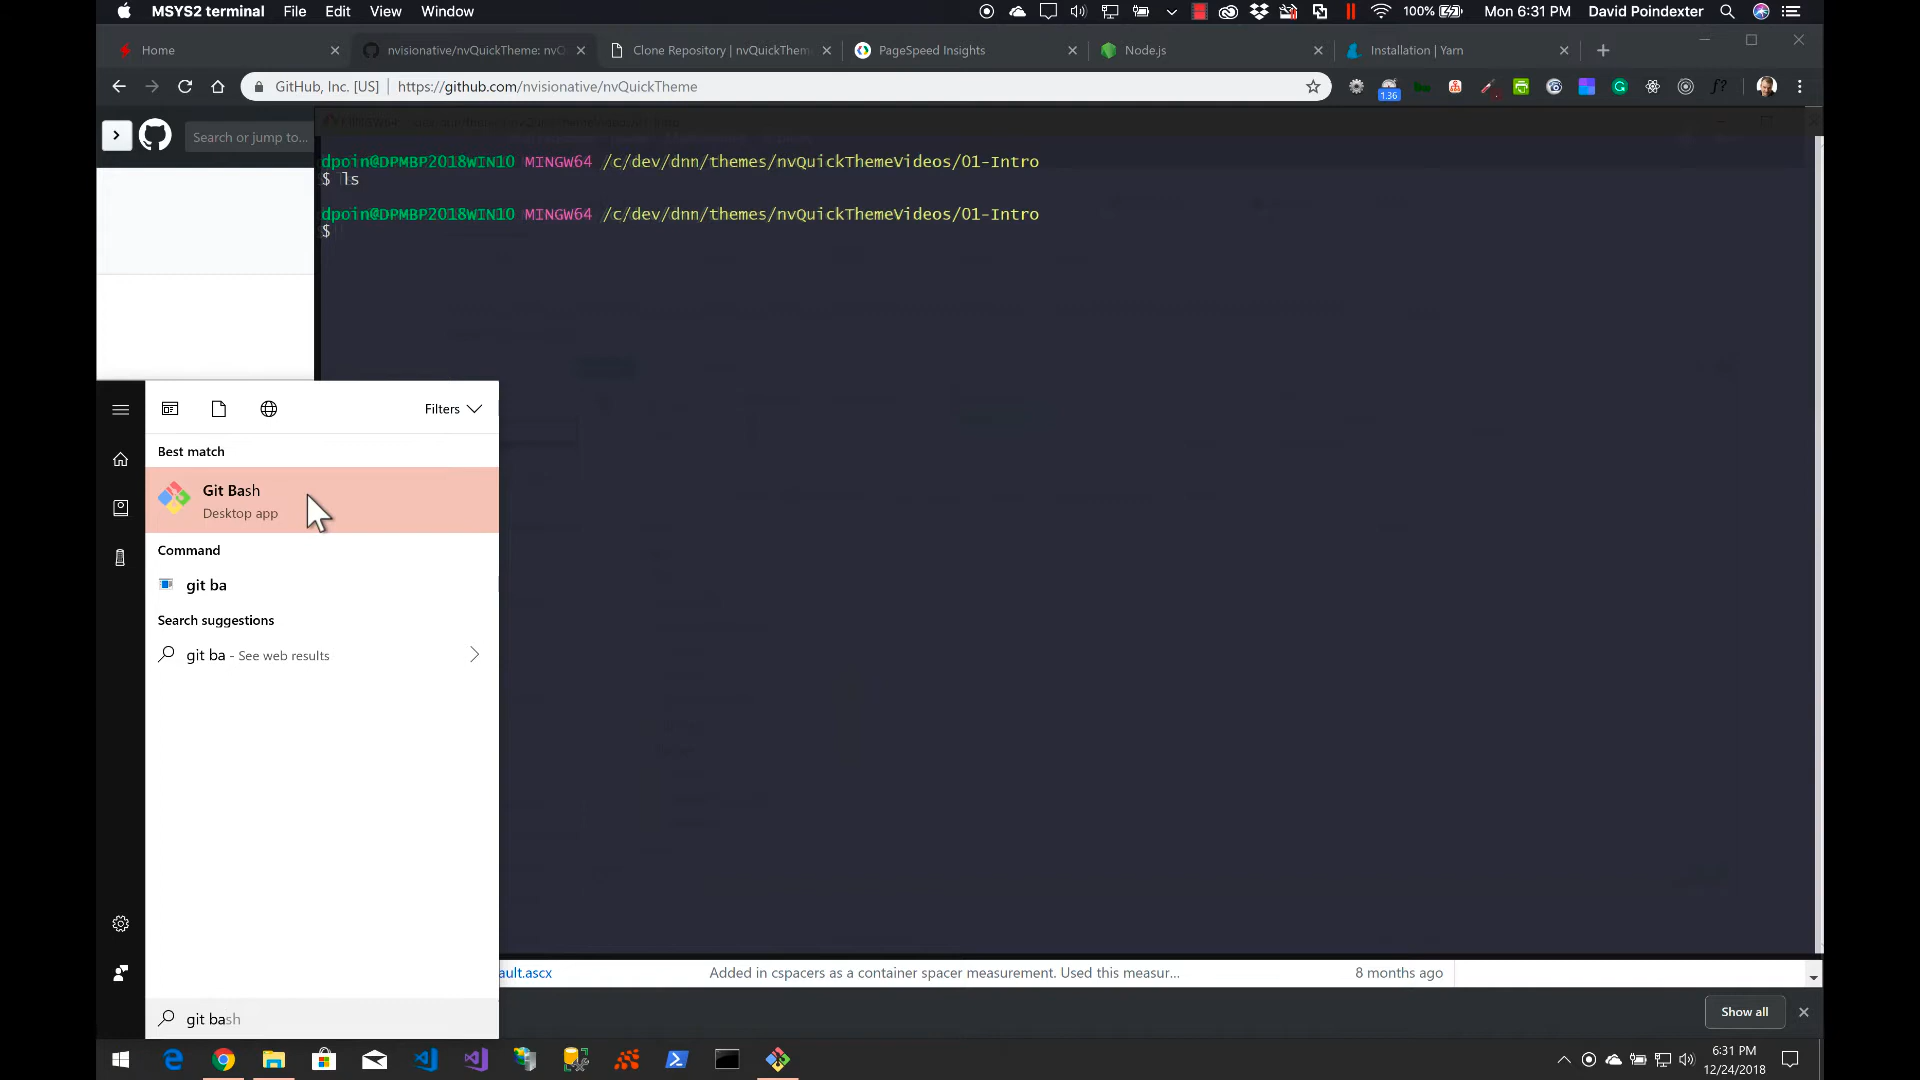 MSYS2 terminal File Edit View Window 100% Mon 6:31 PM David Poindexter
Home nvisionative/nvQuickTheme: nvQ Clone Repository | nvQuickThem PageSpeed Insights Node.js Installation | Yarn
GitHub, Inc. [US] https://github.com/nvisionative/nvQuickTheme 1.36 f?
Search or jump to...
dpoin@DPMBP2018WIN10 MINGW64 /c/dev/dnn/themes/nvQuickThemeVideos/01-Intro
$ ls
dpoin@DPMBP2018WIN10 MINGW64 /c/dev/dnn/themes/nvQuickThemeVideos/01-Intro
$
Filters
Best match
Git Bash
Desktop app
Command
git ba
Search suggestions
git ba - See web results
ault.ascx Added in cspacers as a container spacer measurement. Used this measur... 8 months ago
Show all
git bash
6:31 PM
12/24/2018